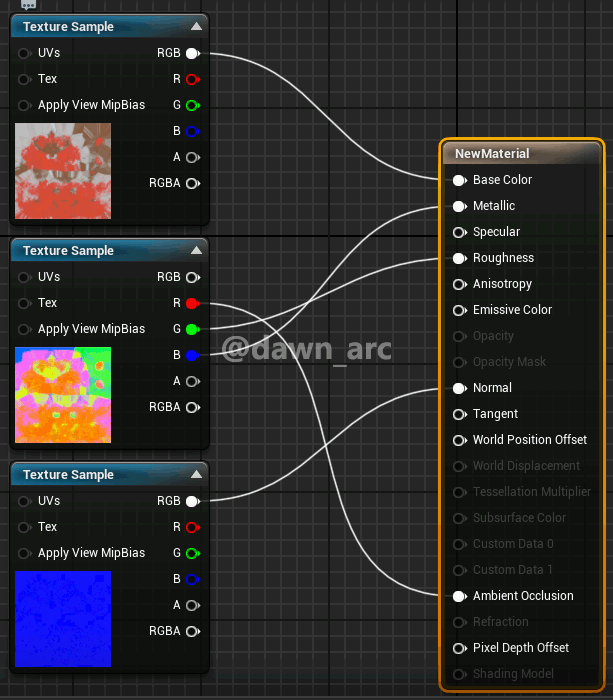 Texture Sample
UVs RGB
Tex R
Apply View MipBias G
B
A
RGBA
Texture Sample
UVs RGB
Tex R
Apply View MipBias G
B
A
RGBA
Texture Sample
UVs RGB
Tex R
Apply View MipBias G
B
A
RGBA
@dawn_arc
NewMaterial
Base Color
Metallic
Specular
Roughness
Anisotropy
Emissive Color
Opacity
Opacity Mask
Normal
Tangent
World Position Offset
World Displacement
Tessellation Multiplier
Subsurface Color
Custom Data 0
Custom Data 1
Ambient Occlusion
Refraction
Pixel Depth Offset
Shading Model